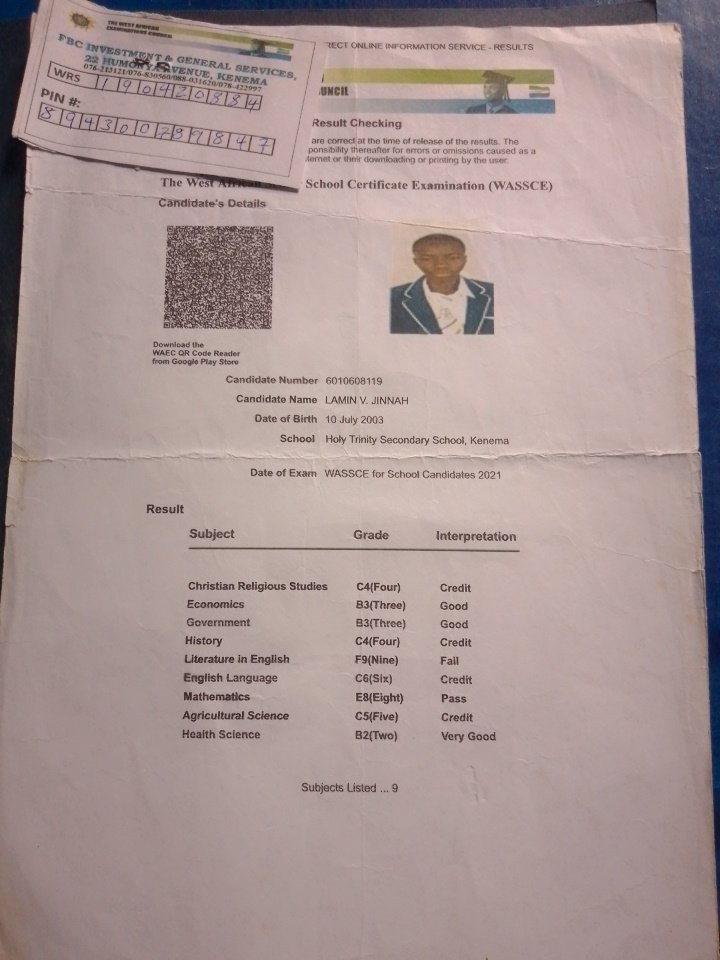 THE WEST AFRICAN
EXAMINATIONS COUNCIL
FBC INVESTMENT & GENERAL SERVICES,
22 AVENUE, KENEMA
076-213121/076-830560/088-031620/078-422997
WRS 190420884
PIN #:
894300789847
RECT ONLINE INFORMATION SERVICE - RESULTS
UNCIL
Result Checking
are correct at the time of release of the results. The
ponsibility thereafter for errors or omissions caused as a
ternet or their downloading or printing by the user.
The West African School Certificate Examination (WASSCE)
Candidate's Details
Download the
WAEC QR Code Reader
from Google Play Store
Candidate Number 6010608119
Candidate Name LAMIN V. JINNAH
Date of Birth 10 July 2003
School Holy Trinity Secondary School, Kenema
Date of Exam WASSCE for School Candidates 2021
Result
Subject Grade Interpretation
Christian Religious Studies C4(Four) Credit
Economics B3(Three) Good
Government B3(Three) Good
History C4(Four) Credit
Literature in English F9(Nine) Fail
English Language C6(Six) Credit
Mathematics E8(Eight) Pass
Agricultural Science C5(Five) Credit
Health Science B2(Two) Very Good
Subjects Listed ... 9